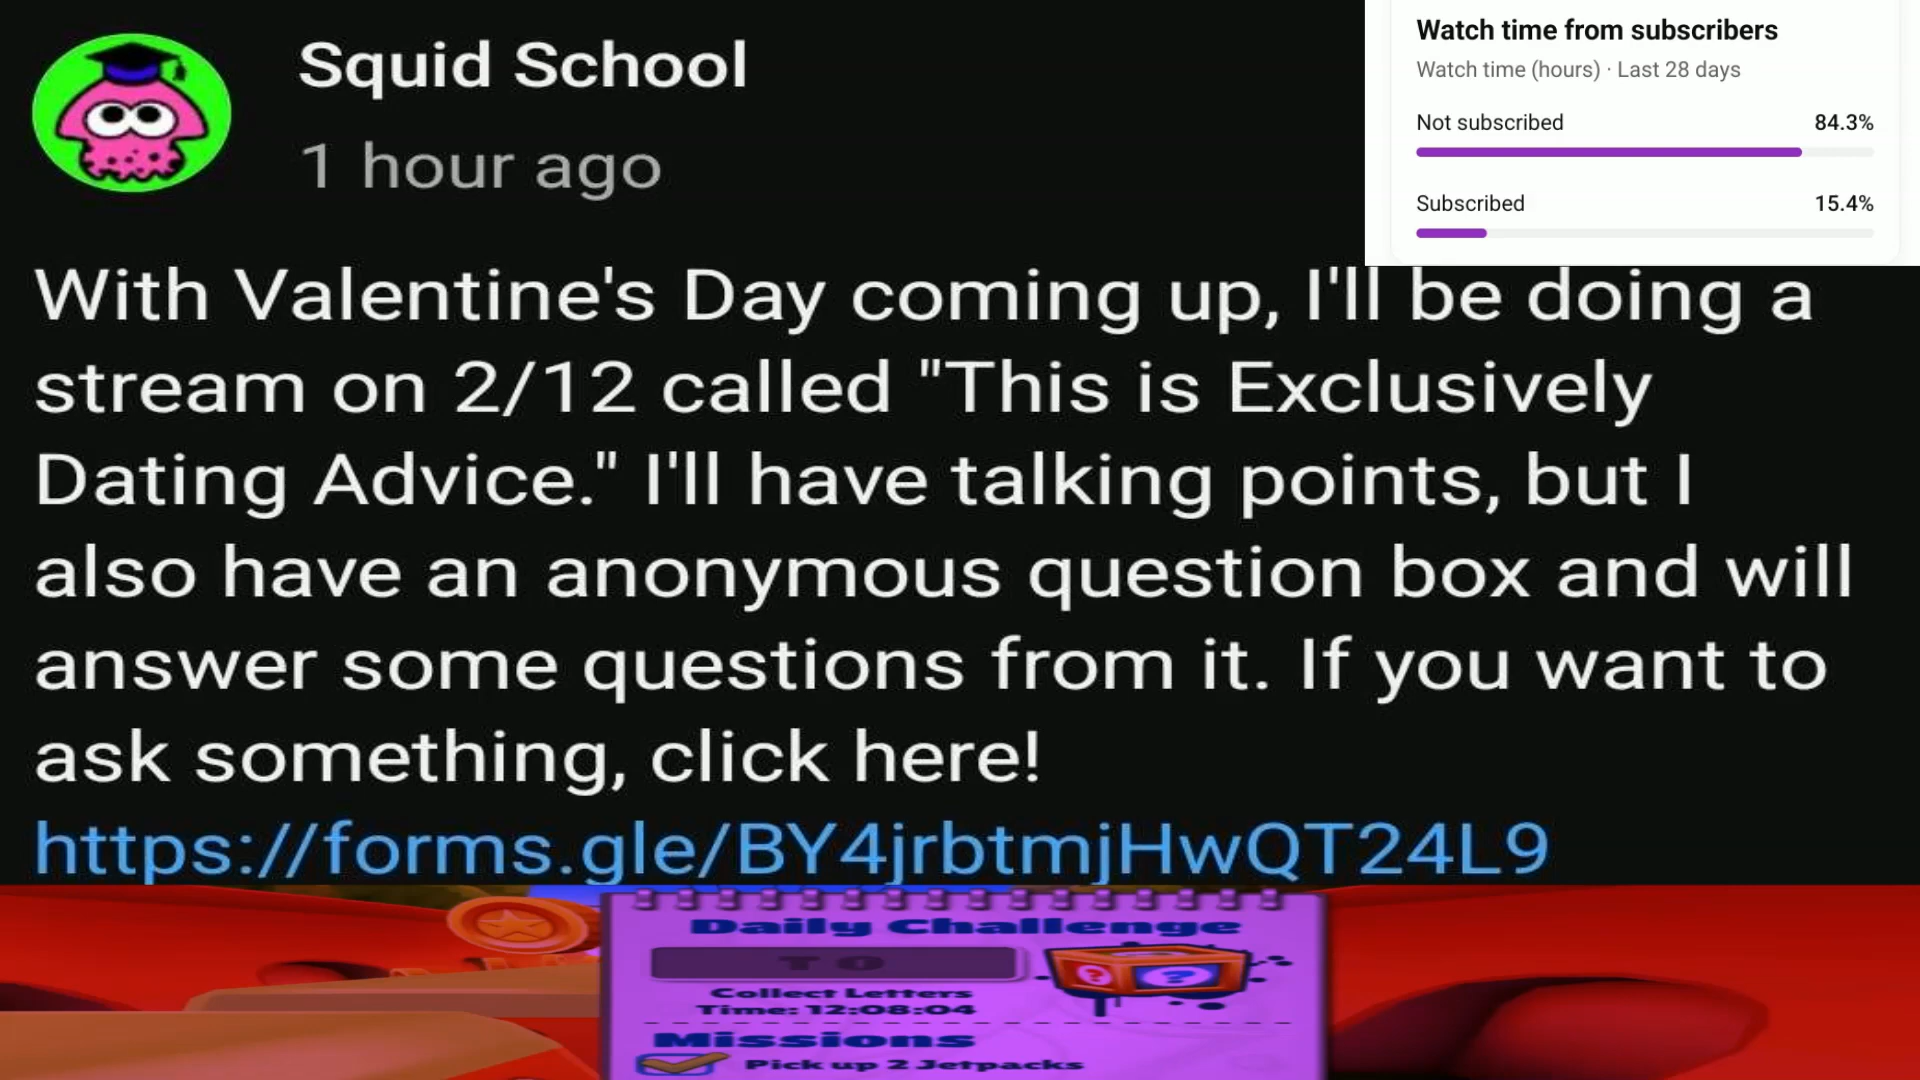 Squid School
1 hour ago
Watch time from subscribers
Watch time (hours) · Last 28 days
Not subscribed 84.3%
Subscribed 15.4%
With Valentine's Day coming up, I'll be doing a
stream on 2/12 called "This is Exclusively
Dating Advice." I'll have talking points, but I
also have an anonymous question box and will
answer some questions from it. If you want to
ask something, click here!
https://forms.gle/BY4jrbtmjHwQT24L9
Daily Challenge
T O
Collect Letters
Time: 12:08:04
Missions
Pick up 2 Jetpacks